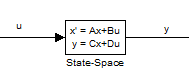 u
y
x' = Ax+Bu
y = Cx+Du
State-Space